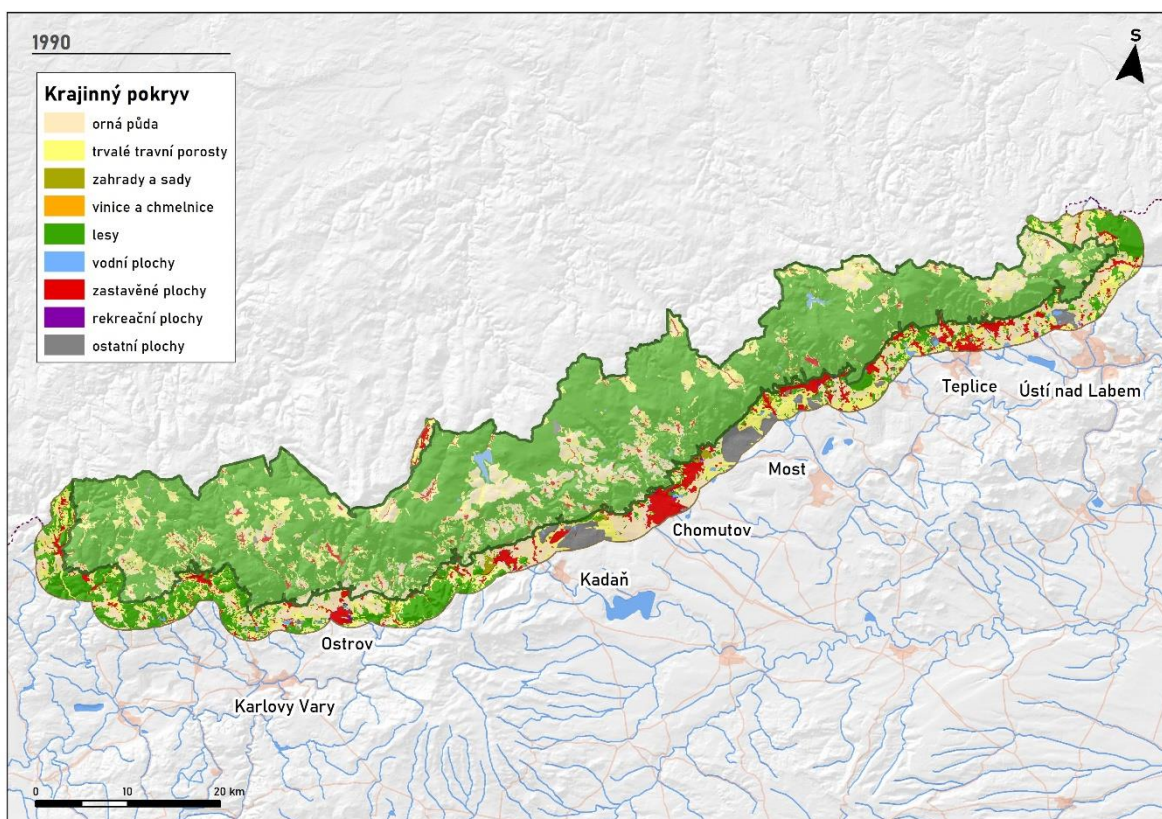 1990
S
Krajinný pokryv
orná půda
trvalé travní porosty
zahrady a sady
vinice a chmelnice
lesy
vodní plochy
zastavěné plochy
rekreační plochy
ostatní plochy
Teplice
Ústí nad Labem
Most
Chomutov
Kadaň
Ostrov
Karlovy Vary
0 10 20 km